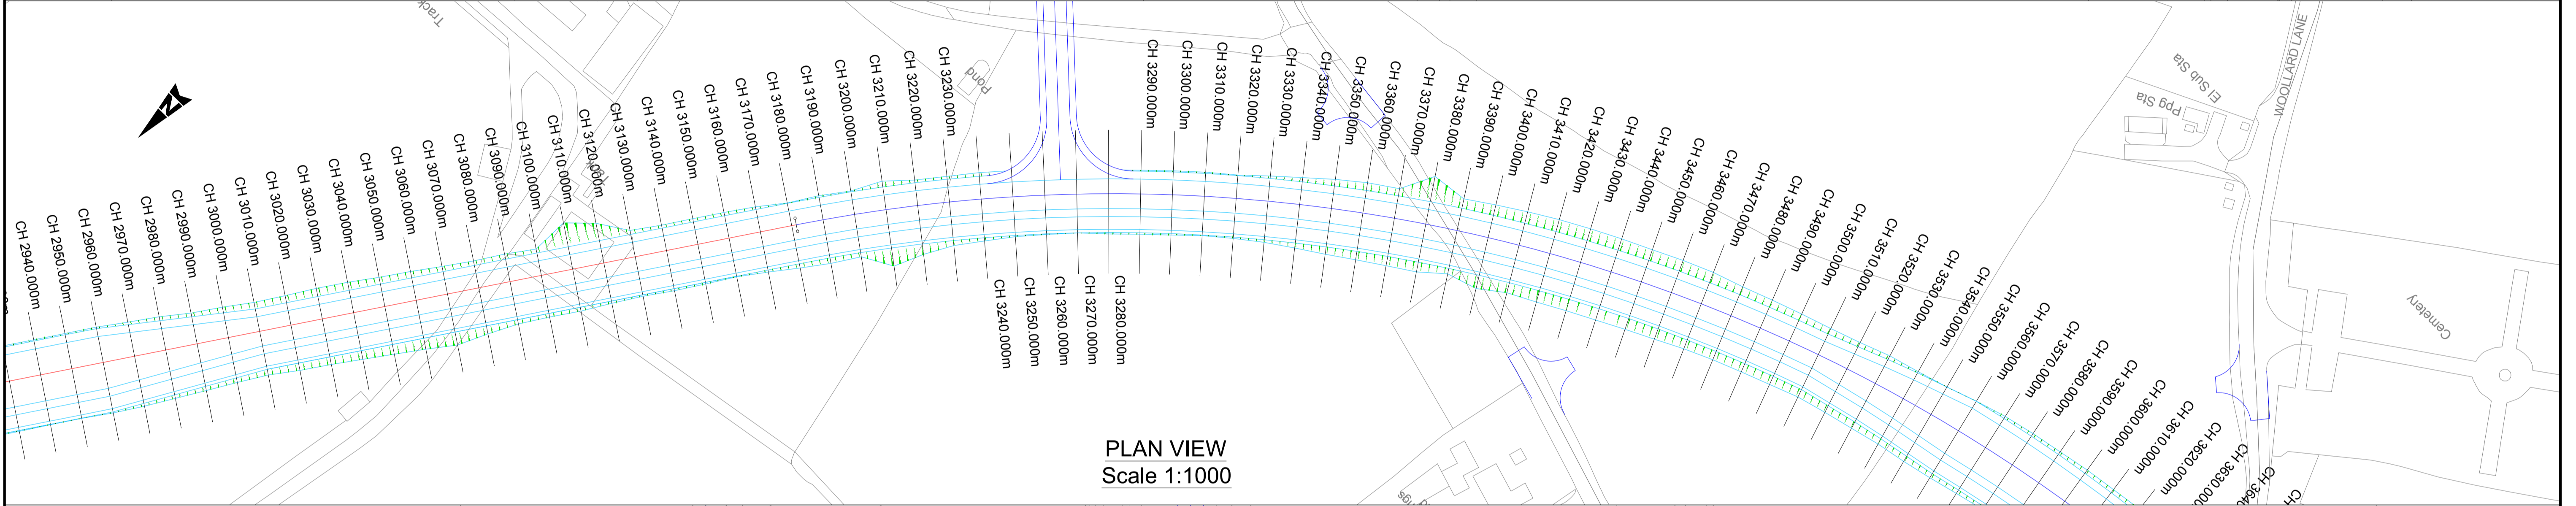 Track
N
Pond
WOOLLARD LANE
El Sub Sta
Ppg Sta
Cemetery
CH 2940.000m
CH 2950.000m
CH 2960.000m
CH 2970.000m
CH 2980.000m
CH 2990.000m
CH 3000.000m
CH 3010.000m
CH 3020.000m
CH 3030.000m
CH 3040.000m
CH 3050.000m
CH 3060.000m
CH 3070.000m
CH 3080.000m
CH 3090.000m
CH 3100.000m
CH 3110.000m
CH 3120.000m
CH 3130.000m
CH 3140.000m
CH 3150.000m
CH 3160.000m
CH 3170.000m
CH 3180.000m
CH 3190.000m
CH 3200.000m
CH 3210.000m
CH 3220.000m
CH 3230.000m
CH 3240.000m
CH 3250.000m
CH 3260.000m
CH 3270.000m
CH 3280.000m
CH 3290.000m
CH 3300.000m
CH 3310.000m
CH 3320.000m
CH 3330.000m
CH 3340.000m
CH 3350.000m
CH 3360.000m
CH 3370.000m
CH 3380.000m
CH 3390.000m
CH 3400.000m
CH 3410.000m
CH 3420.000m
CH 3430.000m
CH 3440.000m
CH 3450.000m
CH 3460.000m
CH 3470.000m
CH 3480.000m
CH 3490.000m
CH 3500.000m
CH 3510.000m
CH 3520.000m
CH 3530.000m
CH 3540.000m
CH 3550.000m
CH 3560.000m
CH 3570.000m
CH 3580.000m
CH 3590.000m
CH 3600.000m
CH 3610.000m
CH 3620.000m
CH 3630.000
CH 364
CH
PLAN VIEW
Scale 1:1000